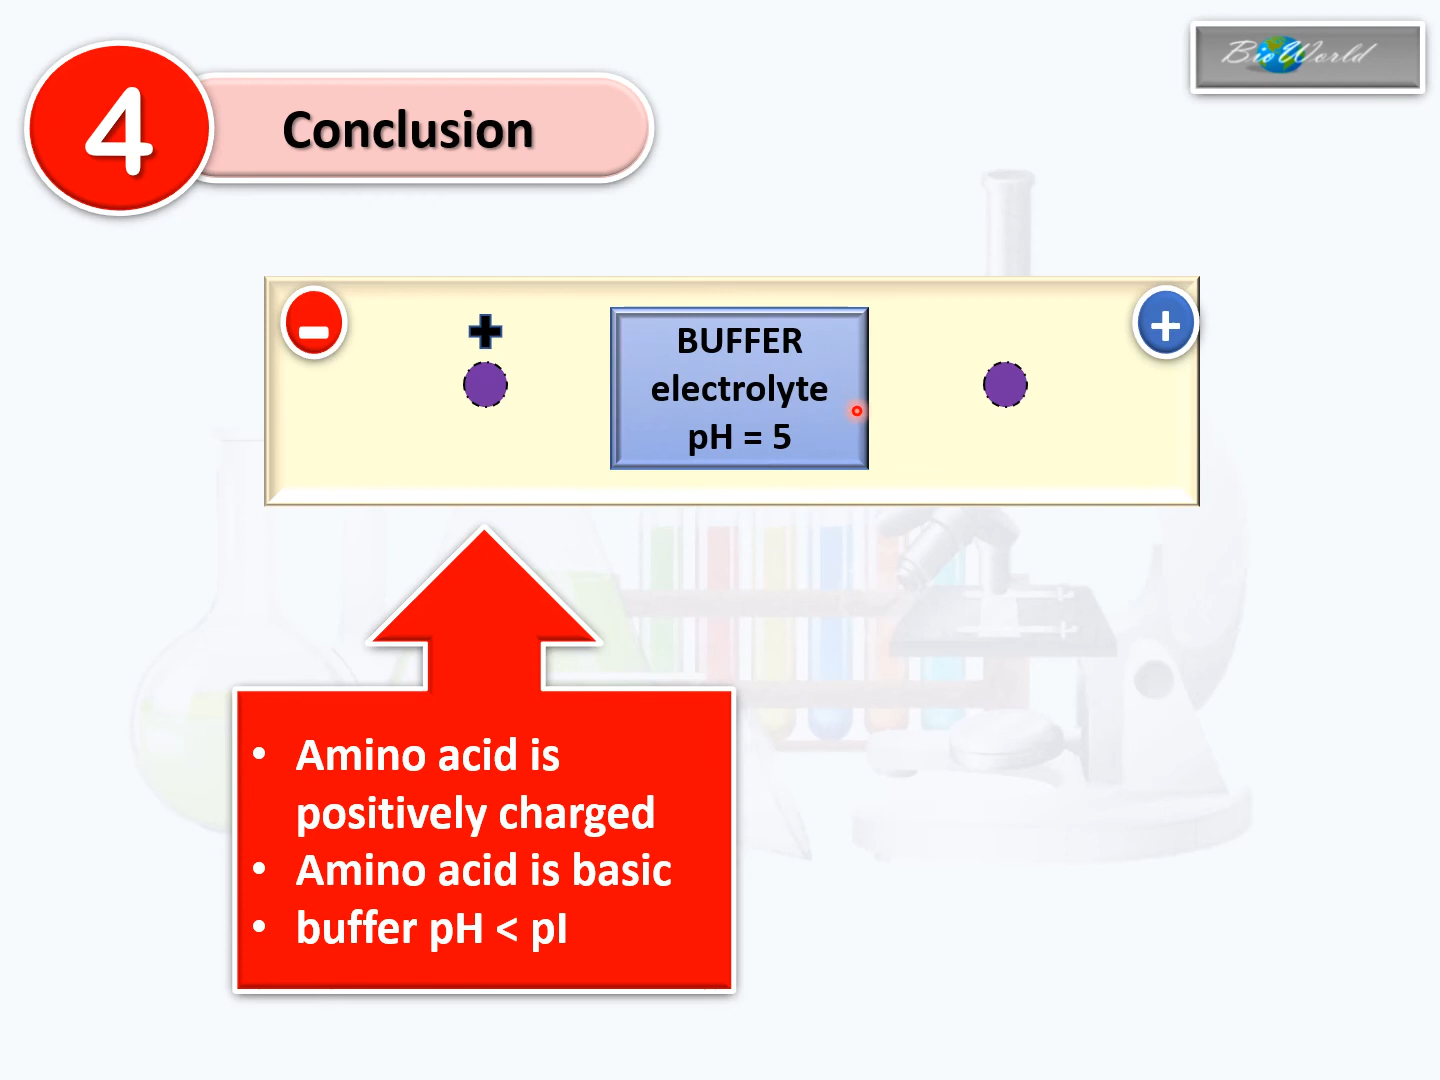 4
Conclusion
BioWorld
-
+
+
BUFFER
electrolyte
pH = 5
• Amino acid is
positively charged
• Amino acid is basic
• buffer pH < pI